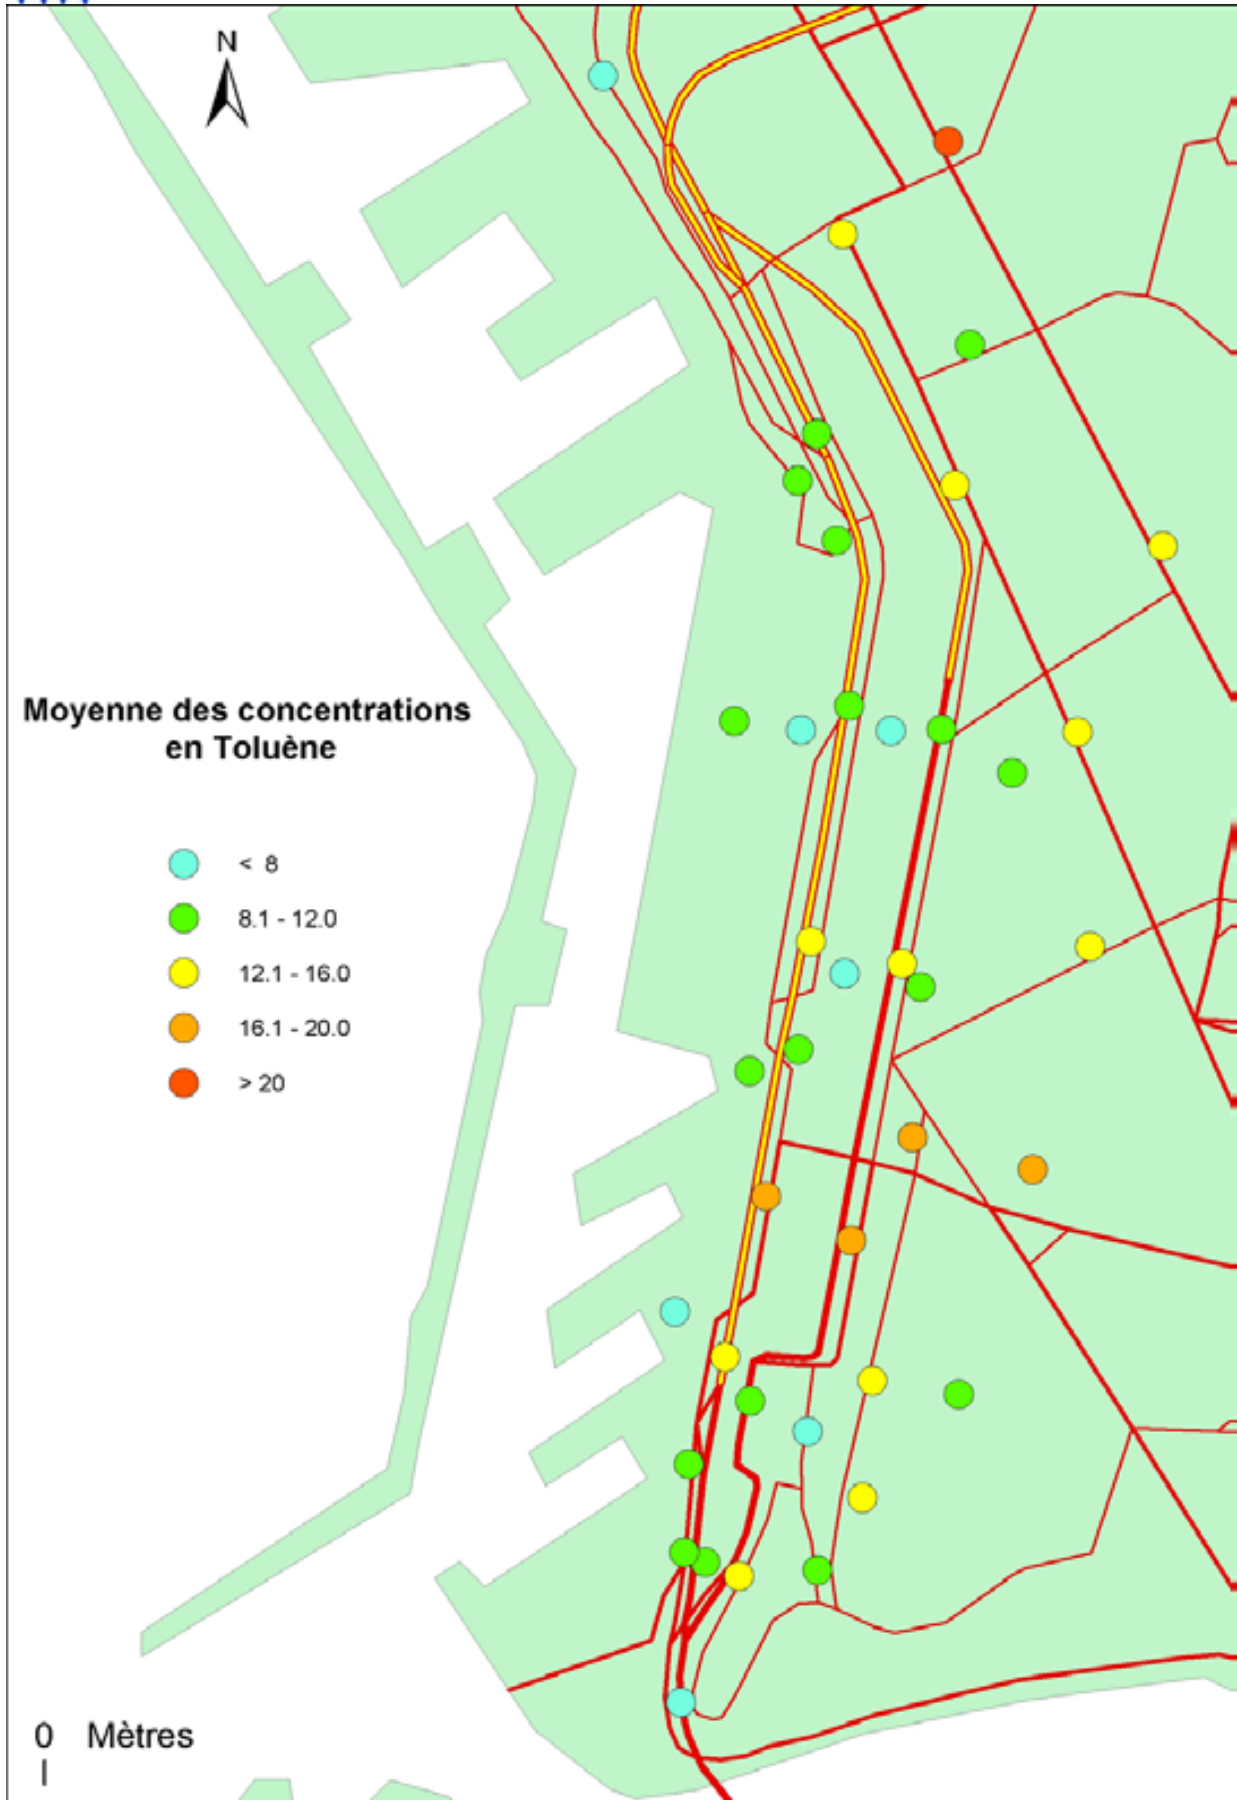 N
Moyenne des concentrations
en Toluène
< 8
8.1 - 12.0
12.1 - 16.0
16.1 - 20.0
> 20
0 Mètres